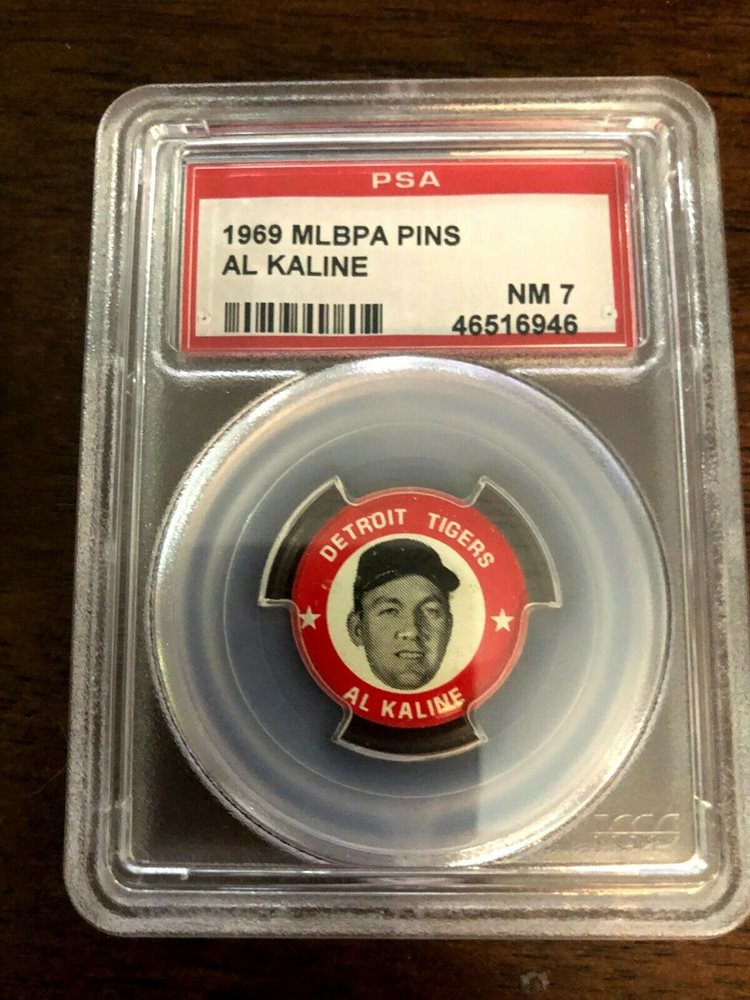 PSA
1969 MLBPA PINS
AL KALINE
NM 7
46516946
DETROIT TIGERS
AL KALINE